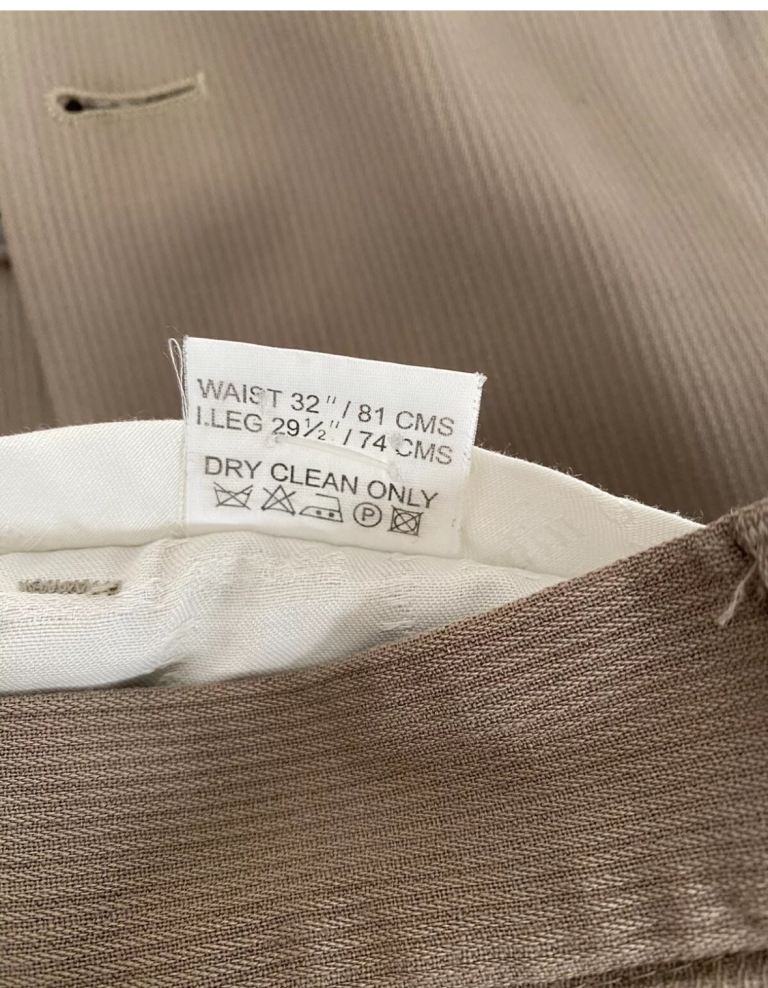 WAIST 32"/ 81 CMS
I.LEG 29½"/ 74 CMS
DRY CLEAN ONLY
P